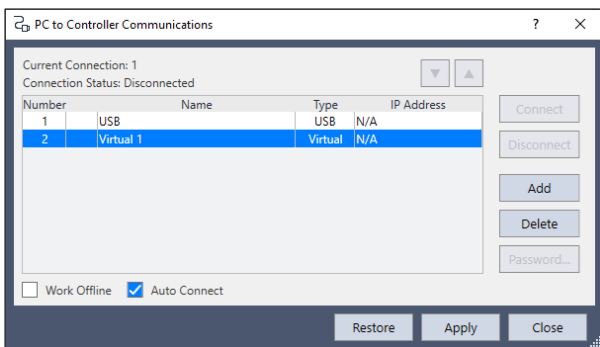 PC to Controller Communications ?
Current Connection: 1
Connection Status: Disconnected
Number Name Type IP Address
1 USB USB N/A
2 Virtual 1 Virtual N/A
Connect
Disconnect
Add
Delete
Password...
Work Offline Auto Connect
Restore Apply Close